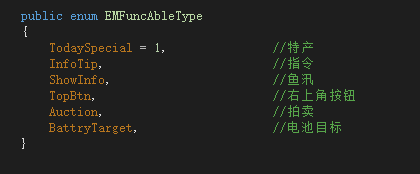 public enum EMFuncAbleType
{
TodaySpecial = 1, //特产
InfoTip, //指令
ShowInfo, //鱼汛
TopBtn, //右上角按钮
Auction, //拍卖
BattryTarget, //电池目标
}